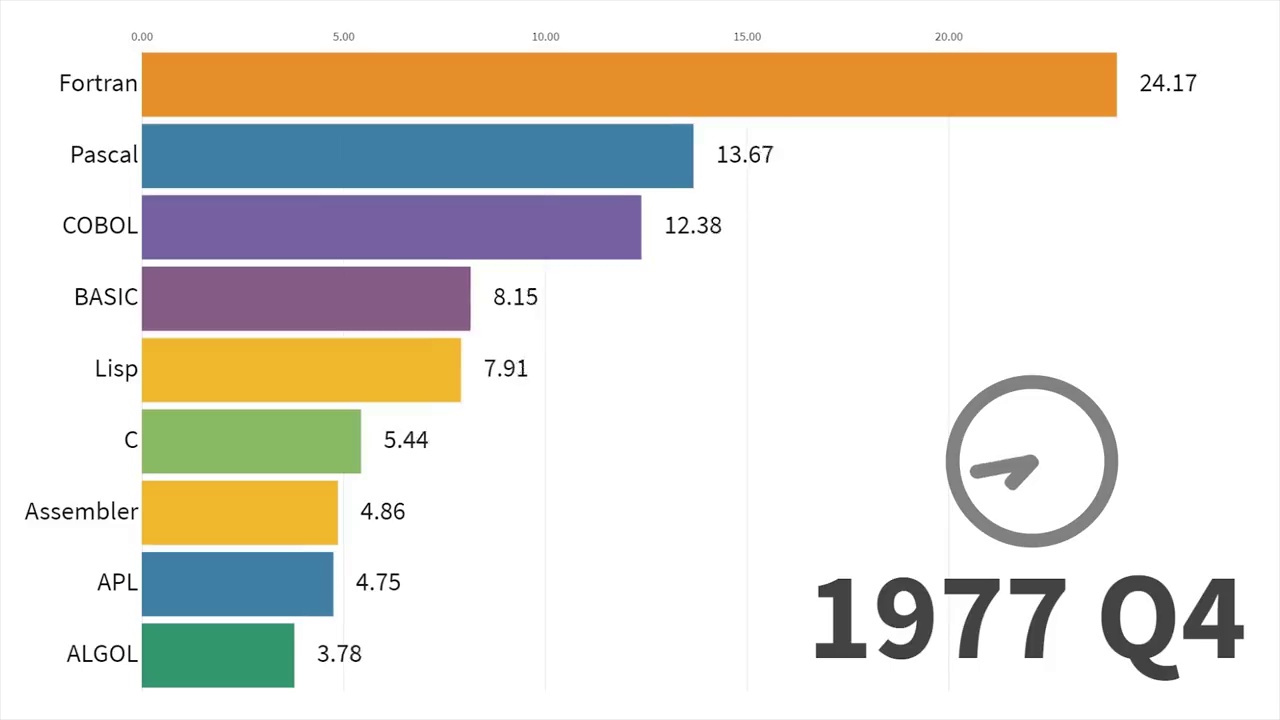 0.00 5.00 10.00 15.00 20.00
Fortran 24.17
Pascal 13.67
COBOL 12.38
BASIC 8.15
Lisp 7.91
C 5.44
Assembler 4.86
APL 4.75
ALGOL 3.78
1977 Q4